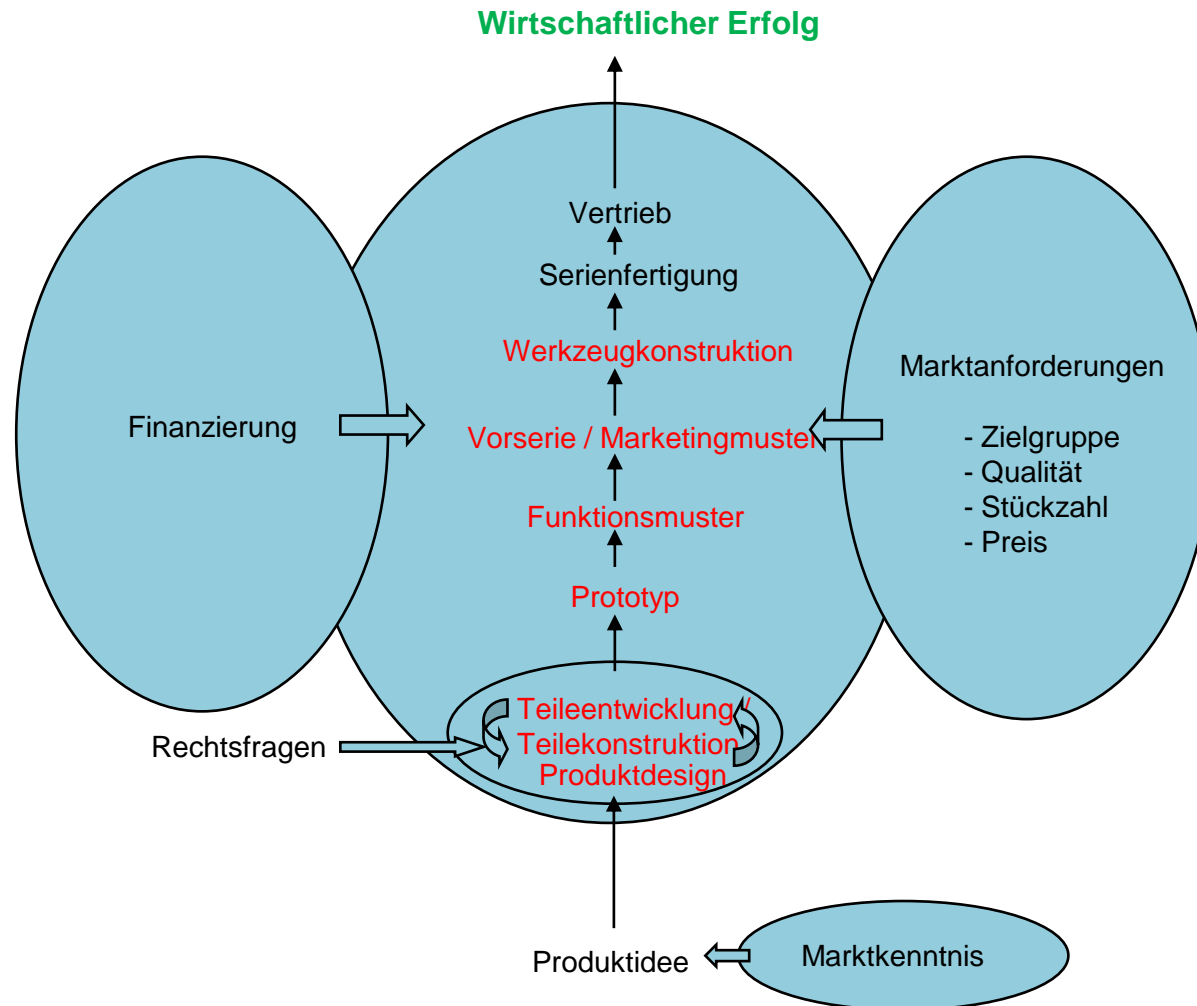 Wirtschaftlicher Erfolg
Vertrieb
Serienfertigung
Werkzeugkonstruktion
Marktanforderungen
Finanzierung
Vorserie / Marketingmuster
- Zielgruppe
- Qualität
- Stückzahl
- Preis
Funktionsmuster
Prototyp
Teileentwicklung /
Rechtsfragen
Teilekonstruktion
Produktdesign
Produktidee
Marktkenntnis